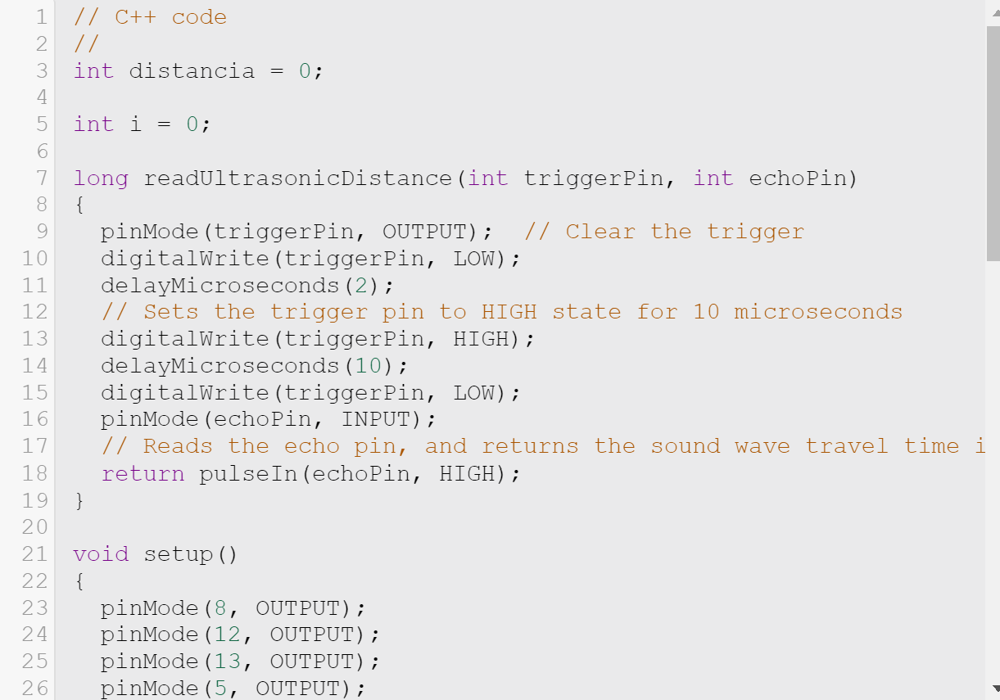 1 // C++ code
2 //
3 int distancia = 0;
4
5 int i = 0;
6
7 long readUltrasonicDistance(int triggerPin, int echoPin)
8 {
9   pinMode(triggerPin, OUTPUT);  // Clear the trigger
10   digitalWrite(triggerPin, LOW);
11   delayMicroseconds(2);
12   // Sets the trigger pin to HIGH state for 10 microseconds
13   digitalWrite(triggerPin, HIGH);
14   delayMicroseconds(10);
15   digitalWrite(triggerPin, LOW);
16   pinMode(echoPin, INPUT);
17   // Reads the echo pin, and returns the sound wave travel time i
18   return pulseIn(echoPin, HIGH);
19 }
20
21 void setup()
22 {
23   pinMode(8, OUTPUT);
24   pinMode(12, OUTPUT);
25   pinMode(13, OUTPUT);
26   pinMode(5, OUTPUT);